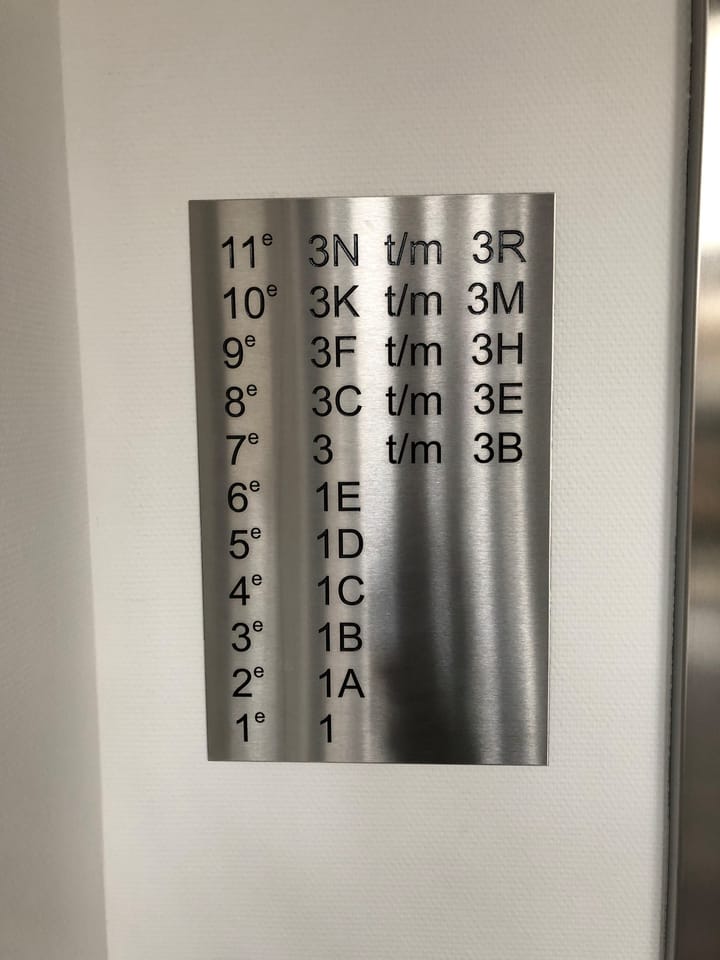 11e 3N t/m 3R
10e 3K t/m 3M
9e 3F t/m 3H
8e 3C t/m 3E
7e 3 t/m 3B
6e 1E
5e 1D
4e 1C
3e 1B
2e 1A
1e 1